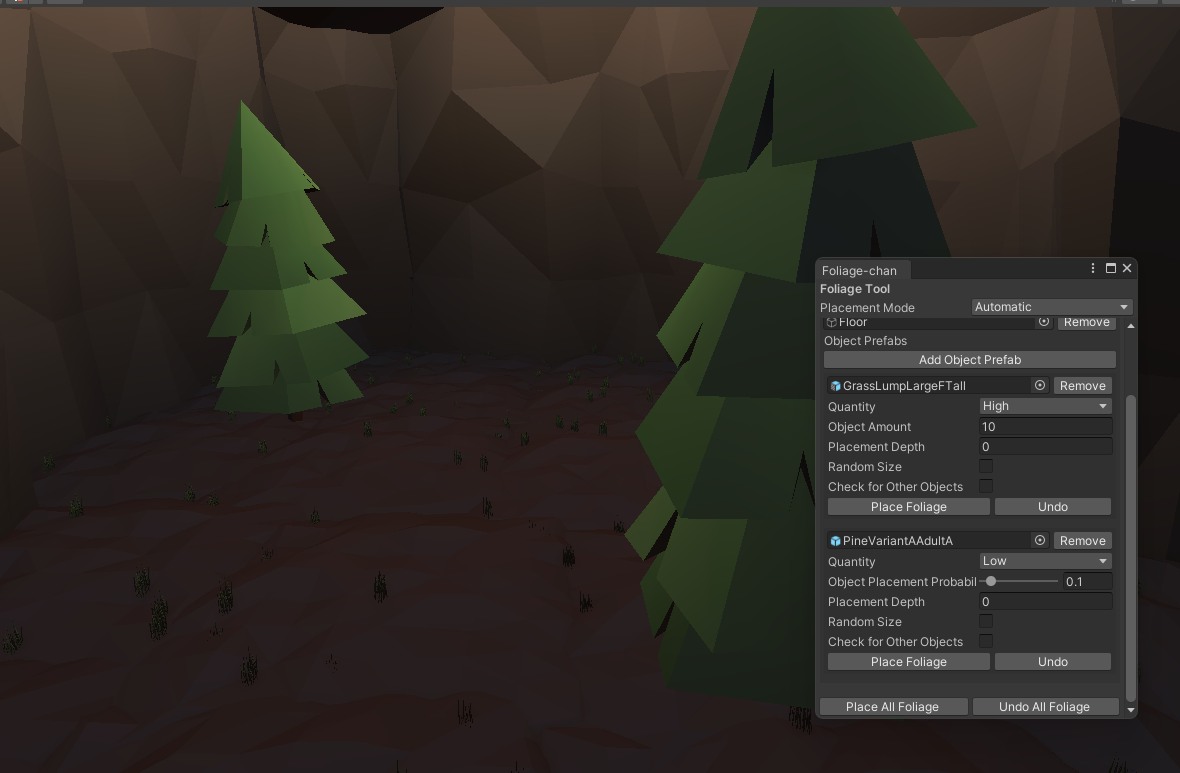 Foliage-chan
Foliage Tool
Placement Mode Automatic
Floor Remove
Object Prefabs
Add Object Prefab
GrassLumpLargeFTall Remove
Quantity High
Object Amount 10
Placement Depth 0
Random Size
Check for Other Objects
Place Foliage Undo
PineVariantAAdultA Remove
Quantity Low
Object Placement Probabil 0.1
Placement Depth 0
Random Size
Check for Other Objects
Place Foliage Undo
Place All Foliage Undo All Foliage